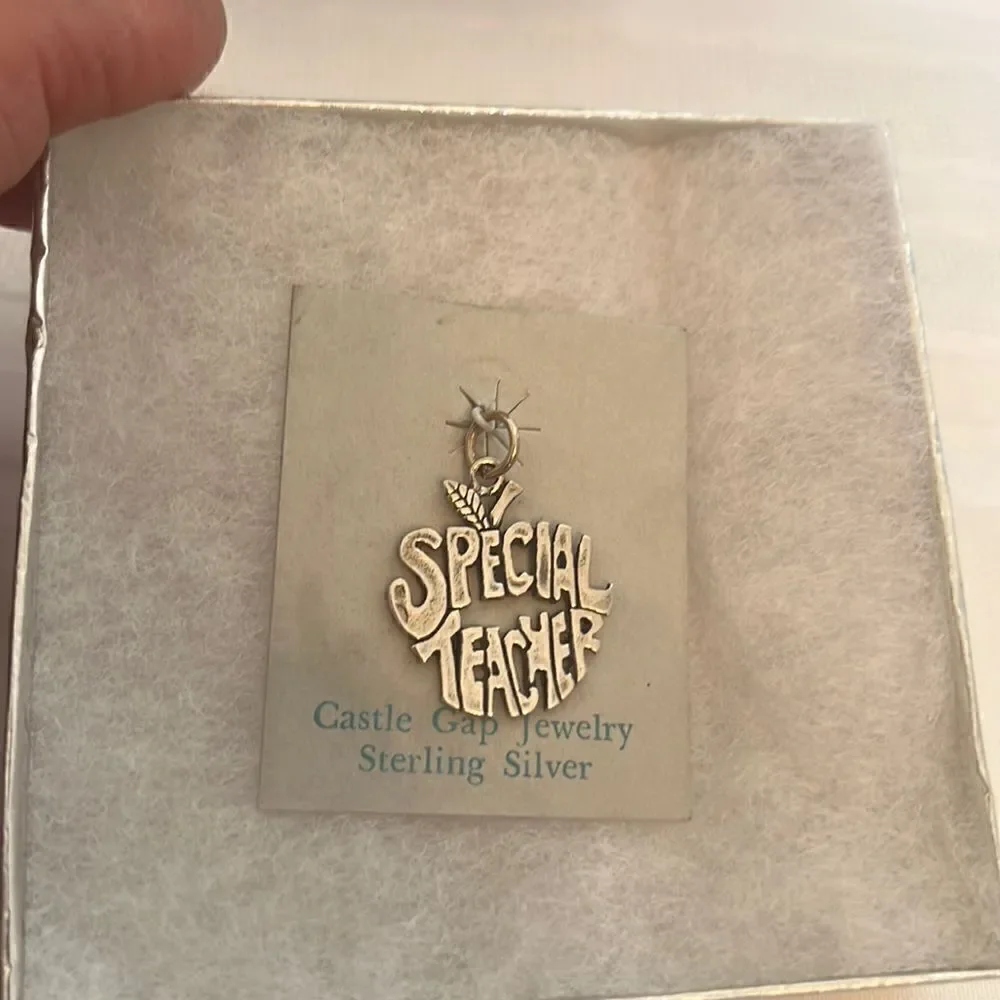 SPECIAL
TEACHER
Castle Gap Jewelry
Sterling Silver